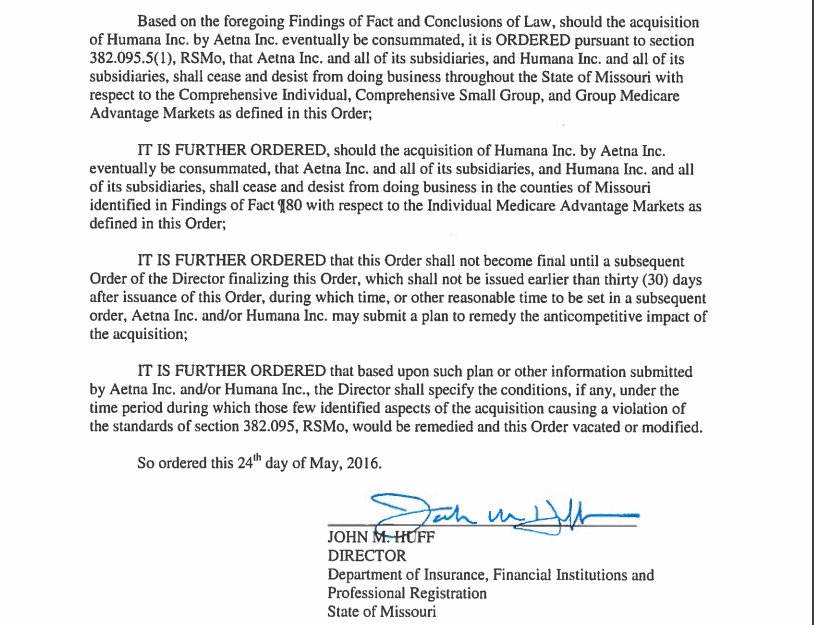 Based on the foregoing Findings of Fact and Conclusions of Law, should the acquisition
of Humana Inc. by Aetna Inc. eventually be consummated, it is ORDERED pursuant to section
382.095.5(1), RSMo, that Aetna Inc. and all of its subsidiaries, and Humana Inc. and all of its
subsidiaries, shall cease and desist from doing business throughout the State of Missouri with
respect to the Comprehensive Individual, Comprehensive Small Group, and Group Medicare
Advantage Markets as defined in this Order;
IT IS FURTHER ORDERED, should the acquisition of Humana Inc. by Aetna Inc.
eventually be consummated, that Aetna Inc. and all of its subsidiaries, and Humana Inc. and all
of its subsidiaries, shall cease and desist from doing business in the counties of Missouri
identified in Findings of Fact ¶80 with respect to the Individual Medicare Advantage Markets as
defined in this Order;
IT IS FURTHER ORDERED that this Order shall not become final until a subsequent
Order of the Director finalizing this Order, which shall not be issued earlier than thirty (30) days
after issuance of this Order, during which time, or other reasonable time to be set in a subsequent
order, Aetna Inc. and/or Humana Inc. may submit a plan to remedy the anticompetitive impact of
the acquisition;
IT IS FURTHER ORDERED that based upon such plan or other information submitted
by Aetna Inc. and/or Humana Inc., the Director shall specify the conditions, if any, under the
time period during which those few identified aspects of the acquisition causing a violation of
the standards of section 382.095, RSMo, would be remedied and this Order vacated or modified.
So ordered this 24th day of May, 2016.
JOHN M. HUFF
DIRECTOR
Department of Insurance, Financial Institutions and
Professional Registration
State of Missouri